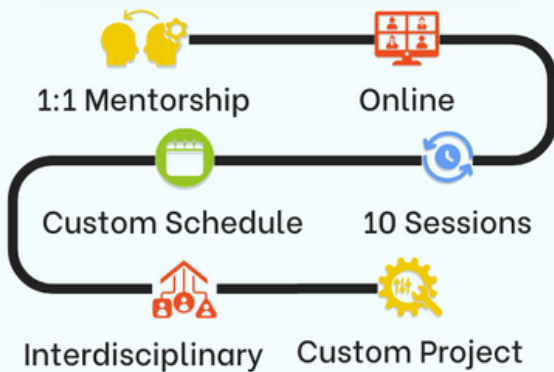 1:1 Mentorship
Online
Custom Schedule
10 Sessions
Interdisciplinary
Custom Project